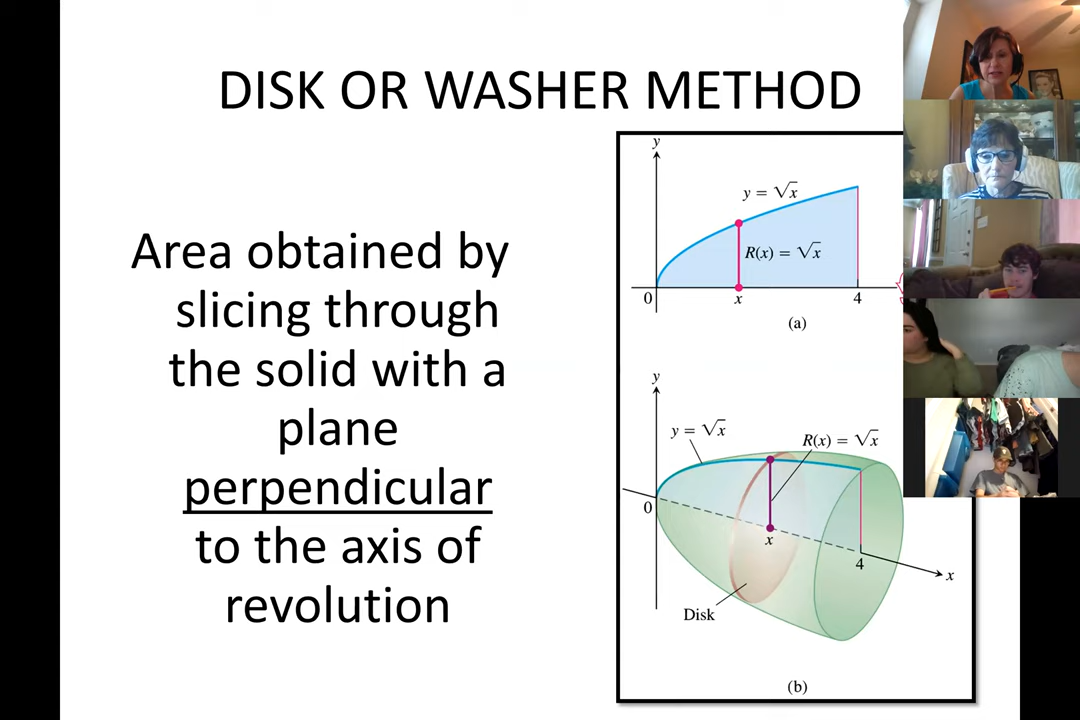 DISK OR WASHER METHOD
Area obtained by
slicing through
the solid with a
plane
perpendicular
to the axis of
revolution
y
y = √x
R(x) = √x
0
x
4
(a)
y
y = √x
R(x) = √x
0
x
4
x
Disk
(b)